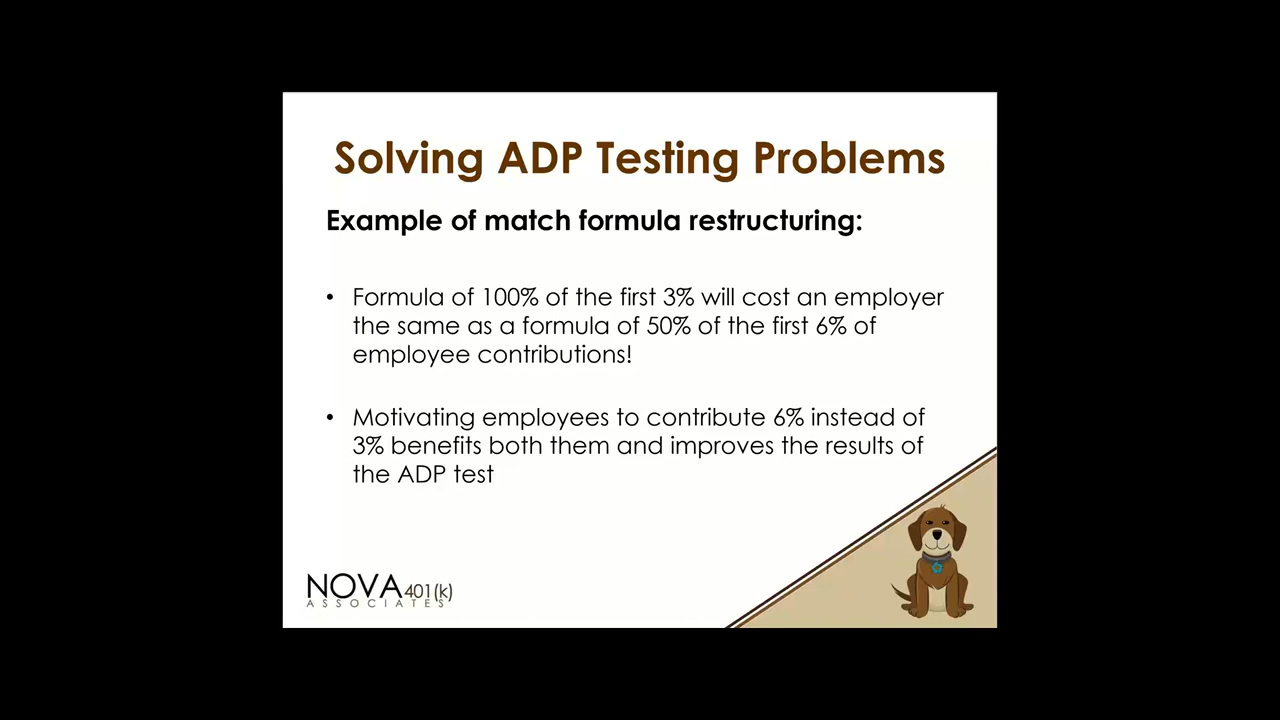 Solving ADP Testing Problems
Example of match formula restructuring:
• Formula of 100% of the first 3% will cost an employer
the same as a formula of 50% of the first 6% of
employee contributions!
• Motivating employees to contribute 6% instead of
3% benefits both them and improves the results of
the ADP test
NOVA 401(k)
ASSOCIATES